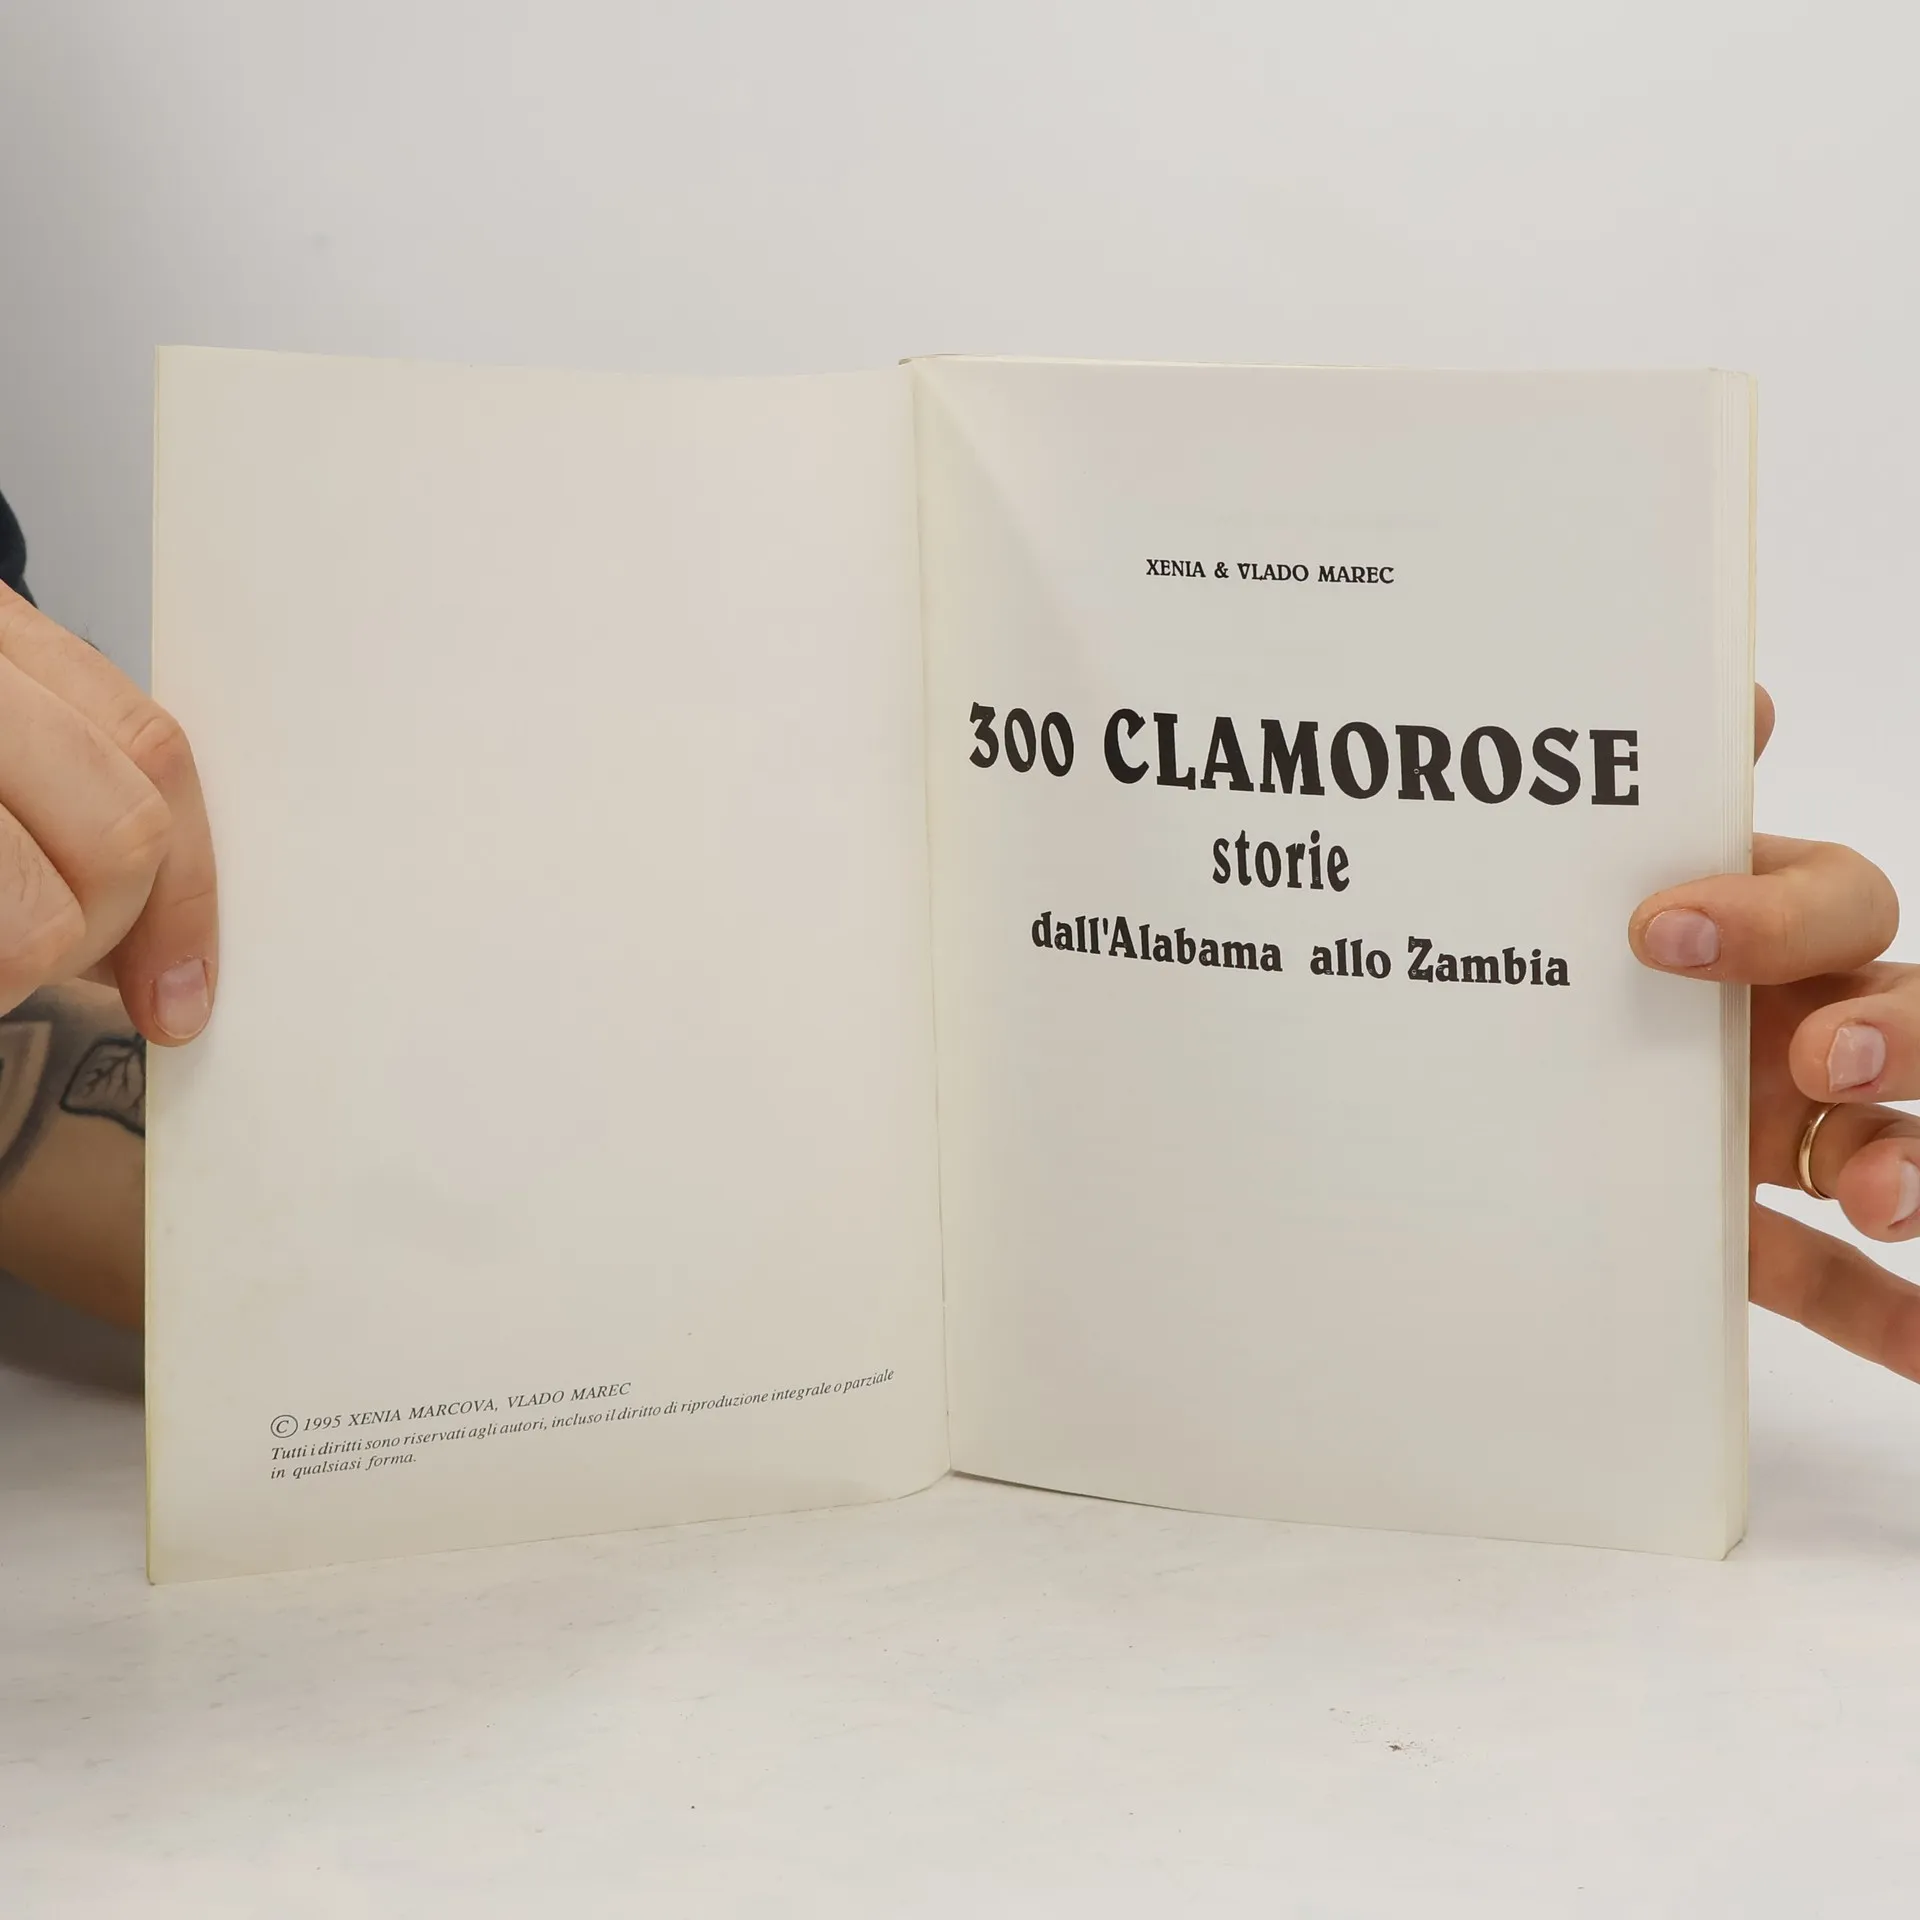 © 1995 XENIA MARCOVA, VLADO MAREC
Tutti i diritti sono riservati agli autori, incluso il diritto di riproduzione integrale o parziale
in qualsiasi forma.
XENIA & VLADO MAREC
300 CLAMOROSE
storie
dall'Alabama allo Zambia